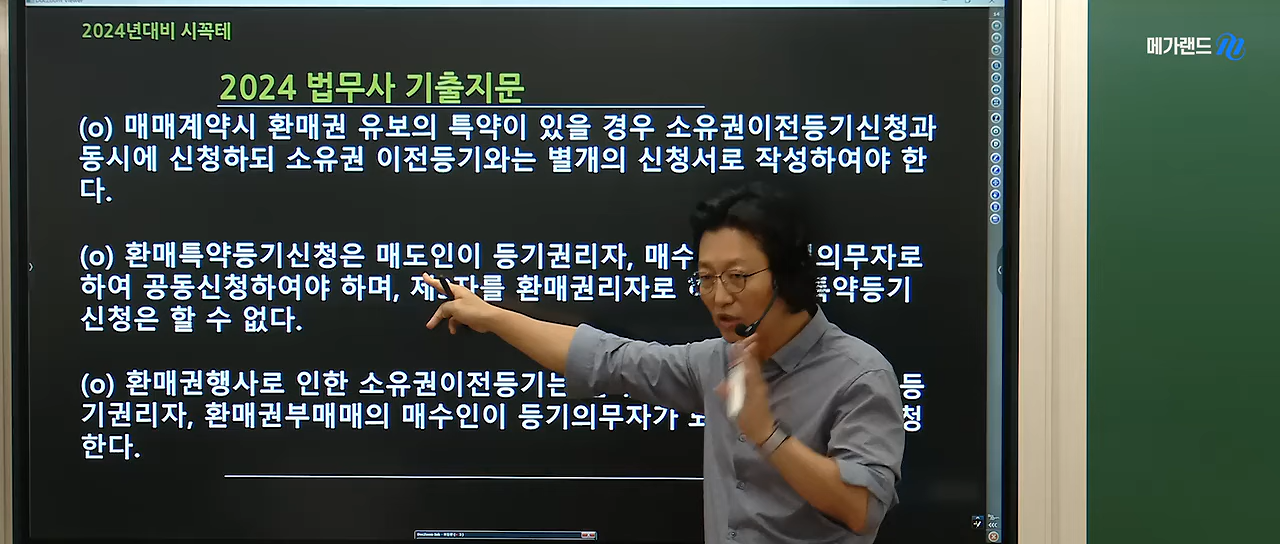 2024년대비 시꼭테
메가랜드
2024 법무사 기출지문
(o) 매매계약시 환매권 유보의 특약이 있을 경우 소유권이전등기신청과
동시에 신청하되 소유권 이전등기와는 별개의 신청서로 작성하여야 한
다.
(o) 환매특약등기신청은 매도인이 등기권리자, 매수 의무자로
하여 공동신청하여야 하며, 환매권리자로 특약등기
신청은 할 수 없다.
(o) 환매권행사로 인한 소유권이전등기는 등
기권리자, 환매권부매매의 매수인이 등기의무자가 청
한다.